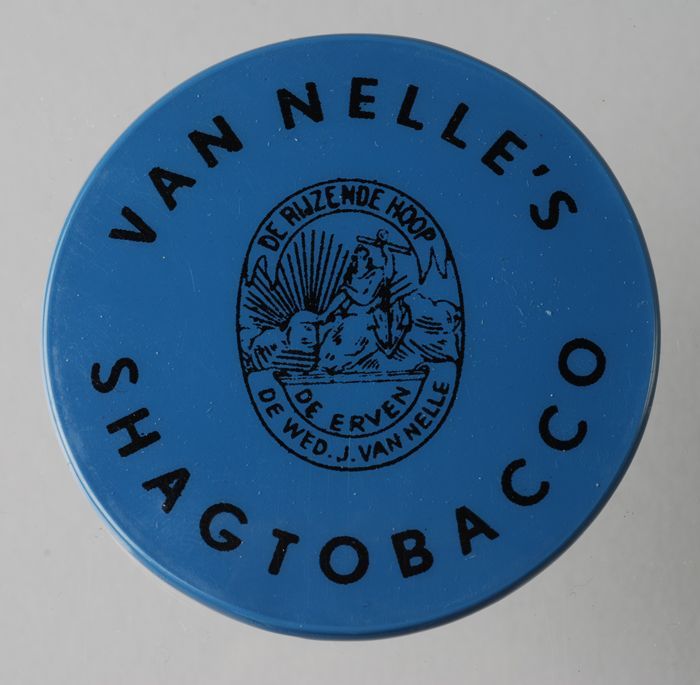 VAN NELLE'S
DE RIJZENDE HOOP
DE ERVEN
DE WED. J. VAN NELLE
SHAGTOBACCO